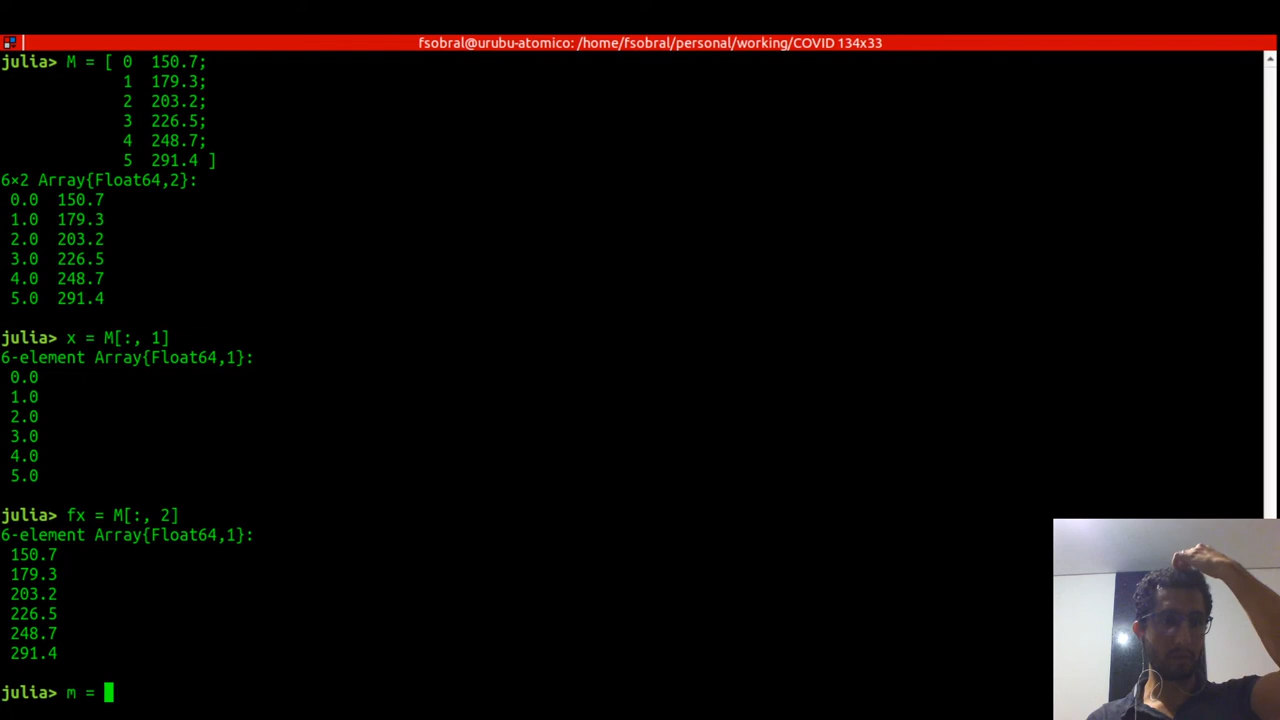 fsobral@urubu-atomico: /home/fsobral/personal/working/COVID 134x33
julia> M = [ 0 150.7;
1 179.3;
2 203.2;
3 226.5;
4 248.7;
5 291.4 ]
6×2 Array{Float64,2}:
0.0 150.7
1.0 179.3
2.0 203.2
3.0 226.5
4.0 248.7
5.0 291.4
julia> x = M[:, 1]
6-element Array{Float64,1}:
0.0
1.0
2.0
3.0
4.0
5.0
julia> fx = M[:, 2]
6-element Array{Float64,1}:
150.7
179.3
203.2
226.5
248.7
291.4
julia> m =